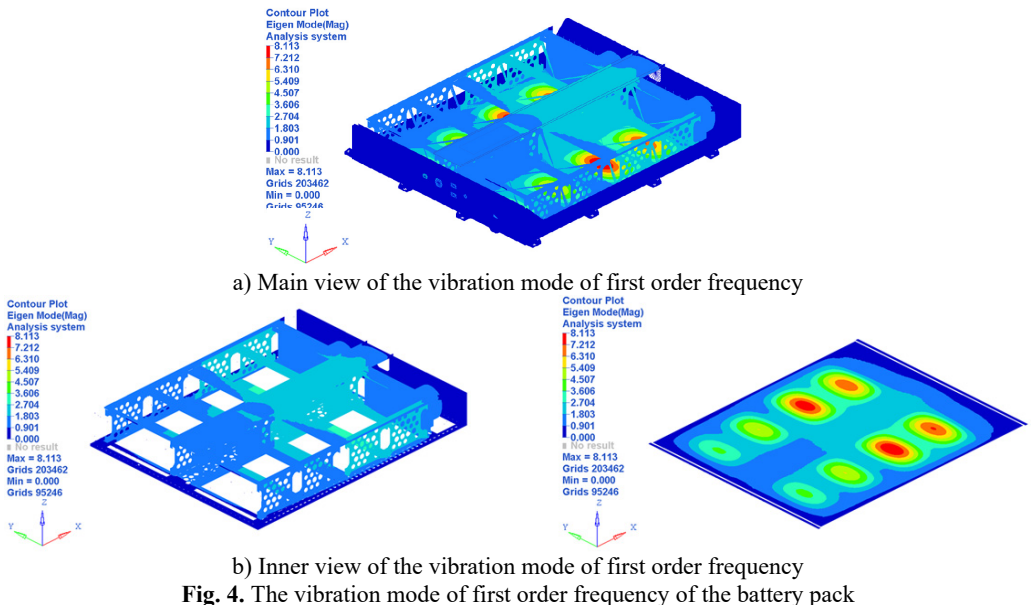 Contour Plot
Eigen Mode(Mag)
Analysis system
8.113
7.212
6.310
5.409
4.507
3.606
2.704
1.803
0.901
0.000
No result
Max = 8.113
Grids 203462
Min = 0.000
Grids 95246
Z
Y X
a) Main view of the vibration mode of first order frequency
Contour Plot
Eigen Mode(Mag)
Analysis system
8.113
7.212
6.310
5.409
4.507
3.606
2.704
1.803
0.901
0.000
No result
Max = 8.113
Grids 203462
Min = 0.000
Grids 95246
Z
Y X
Contour Plot
Eigen Mode(Mag)
Analysis system
8.113
7.212
6.310
5.409
4.507
3.606
2.704
1.803
0.901
0.000
No result
Max = 8.113
Grids 203462
Min = 0.000
Grids 95246
Z
Y X
b) Inner view of the vibration mode of first order frequency
Fig. 4. The vibration mode of first order frequency of the battery pack